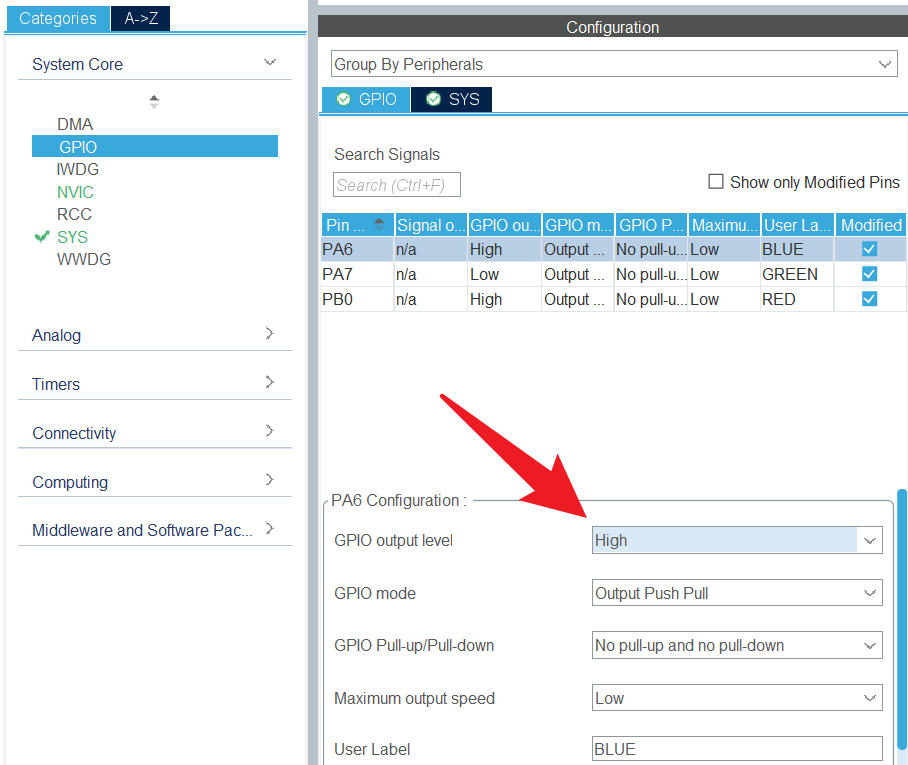 Categories A->Z
System Core
DMA
GPIO
IWDG
NVIC
RCC
SYS
WWDG
Analog
Timers
Connectivity
Computing
Middleware and Software Pac...
Configuration
Group By Peripherals
GPIO SYS
Search Signals
Search (Ctrl+F)
Show only Modified Pins
Pin ... Signal o... GPIO ou... GPIO m... GPIO P... Maximu... User La... Modified
PA6 n/a High Output ... No pull-u... Low BLUE
PA7 n/a Low Output ... No pull-u... Low GREEN
PB0 n/a High Output ... No pull-u... Low RED
PA6 Configuration :
GPIO output level High
GPIO mode Output Push Pull
GPIO Pull-up/Pull-down No pull-up and no pull-down
Maximum output speed Low
User Label BLUE